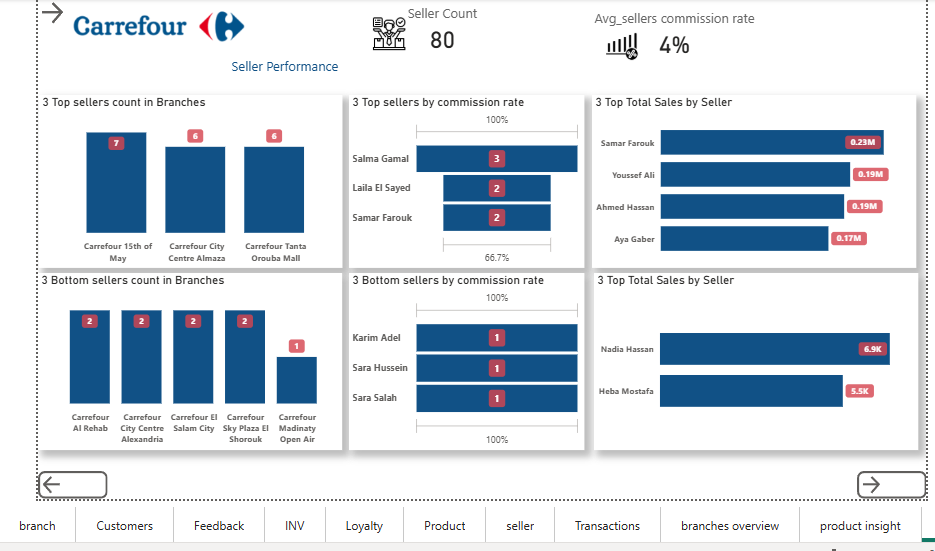 Carrefour
Seller Performance
Seller Count
80
Avg_sellers commission rate
4%
3 Top sellers count in Branches
7
6
6
Carrefour 15th of
May
Carrefour City
Centre Almaza
Carrefour Tanta
Orouba Mall
3 Top sellers by commission rate
100%
Salma Gamal
3
Laila El Sayed
2
Samar Farouk
2
66.7%
3 Top Total Sales by Seller
Samar Farouk
0.23M
Youssef Ali
0.19M
Ahmed Hassan
0.19M
Aya Gaber
0.17M
3 Bottom sellers count in Branches
2
2
2
2
1
Carrefour
Al Rehab
Carrefour
City Centre
Alexandria
Carrefour El
Salam City
Carrefour
Sky Plaza El
Shorouk
Carrefour
Madinaty
Open Air
3 Bottom sellers by commission rate
100%
Karim Adel
1
Sara Hussein
1
Sara Salah
1
100%
3 Top Total Sales by Seller
Nadia Hassan
6.9K
Heba Mostafa
5.5K
branch
Customers
Feedback
INV
Loyalty
Product
seller
Transactions
branches overview
product insight